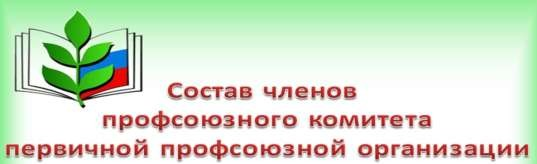 Состав членов
профсоюзного комитета
первичной профсоюзной организации